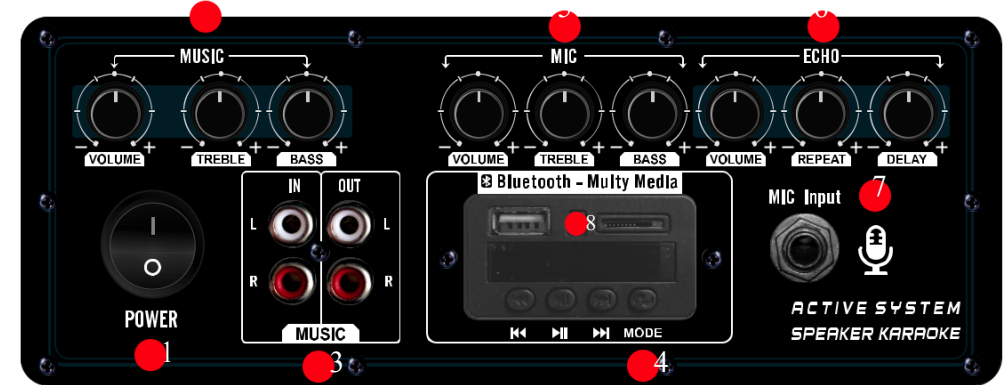 MUSIC
MIC
ECHO
− VOLUME +
− TREBLE +
− BASS +
− VOLUME +
− TREBLE +
− BASS +
− VOLUME +
− REPEAT +
− DELAY +
IN OUT
L L
R R
MUSIC
3
POWER
1
Bluetooth - Multy Media
8
MODE
4
MIC Input
7
ACTIVE SYSTEM
SPEAKER KARAOKE